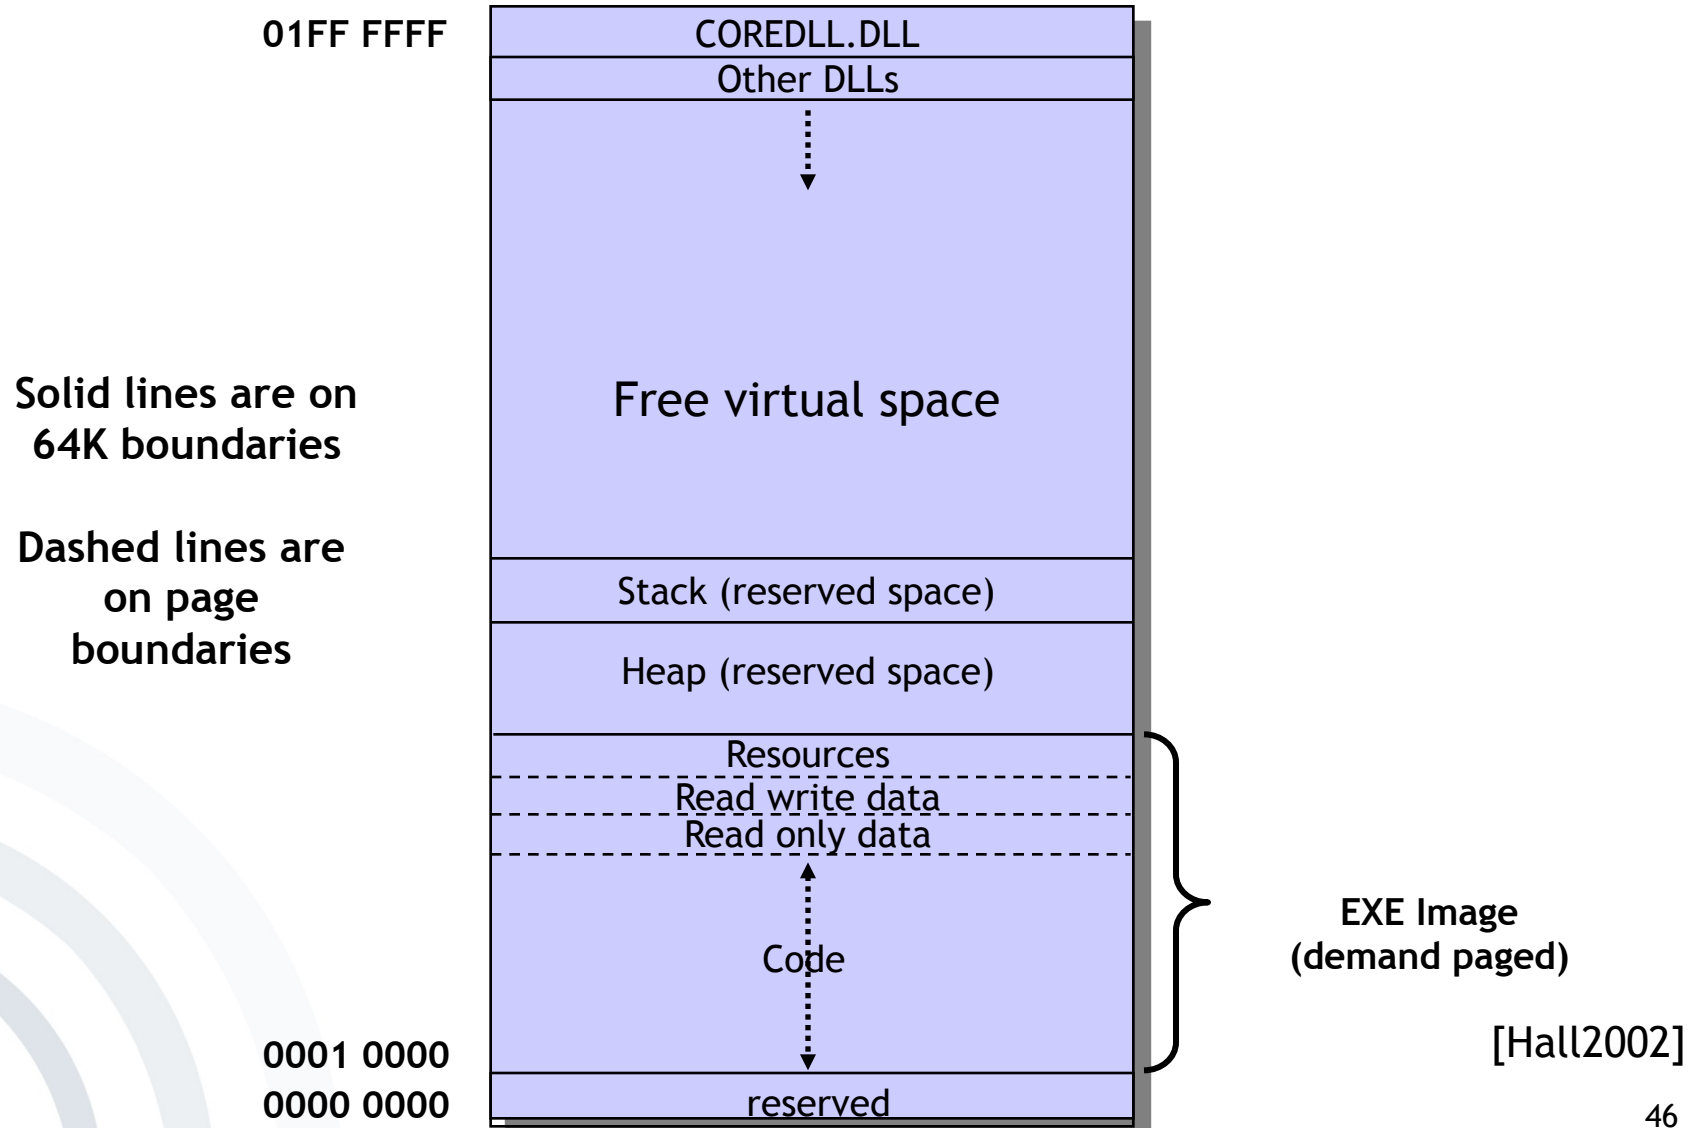 01FF FFFF
COREDLL.DLL
Other DLLs
Solid lines are on
64K boundaries
Free virtual space
Dashed lines are
on page
boundaries
Stack (reserved space)
Heap (reserved space)
Resources
Read write data
Read only data
Code
EXE Image
(demand paged)
[Hall2002]
0001 0000
0000 0000
reserved
46